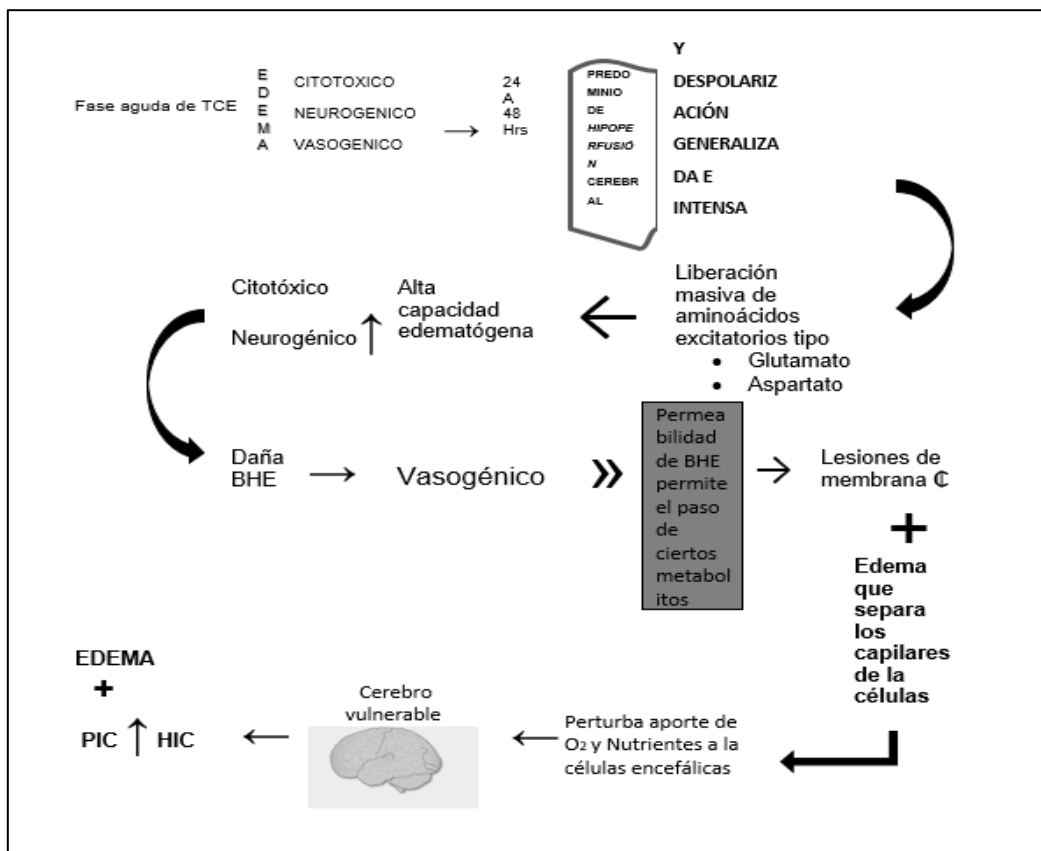 Fase aguda de TCE
E
D
E
M
A
CITOTOXICO
NEUROGENICO
VASOGENICO
→
24
A
48
Hrs
PREDO
MINIO
DE
HIPOPE
RFUSIÓ
N
CEREBR
AL
Y
DESPOLARIZ
ACIÓN
GENERALIZA
DA E
INTENSA
Liberación
masiva de
aminoácidos
excitatorios tipo
• Glutamato
• Aspartato
←
Alta
capacidad
edematógena
↑
Citotóxico
Neurogénico
Daña
BHE
→
Vasogénico
»
Permea
bilidad
de BHE
permite
el paso
de
ciertos
metabol
itos
→
Lesiones de
membrana ₵
+
Edema
que
separa
los
capilares
de la
células
Perturba aporte de
O₂ y Nutrientes a la
células encefálicas
←
Cerebro
vulnerable
←
EDEMA
+
PIC ↑ HIC